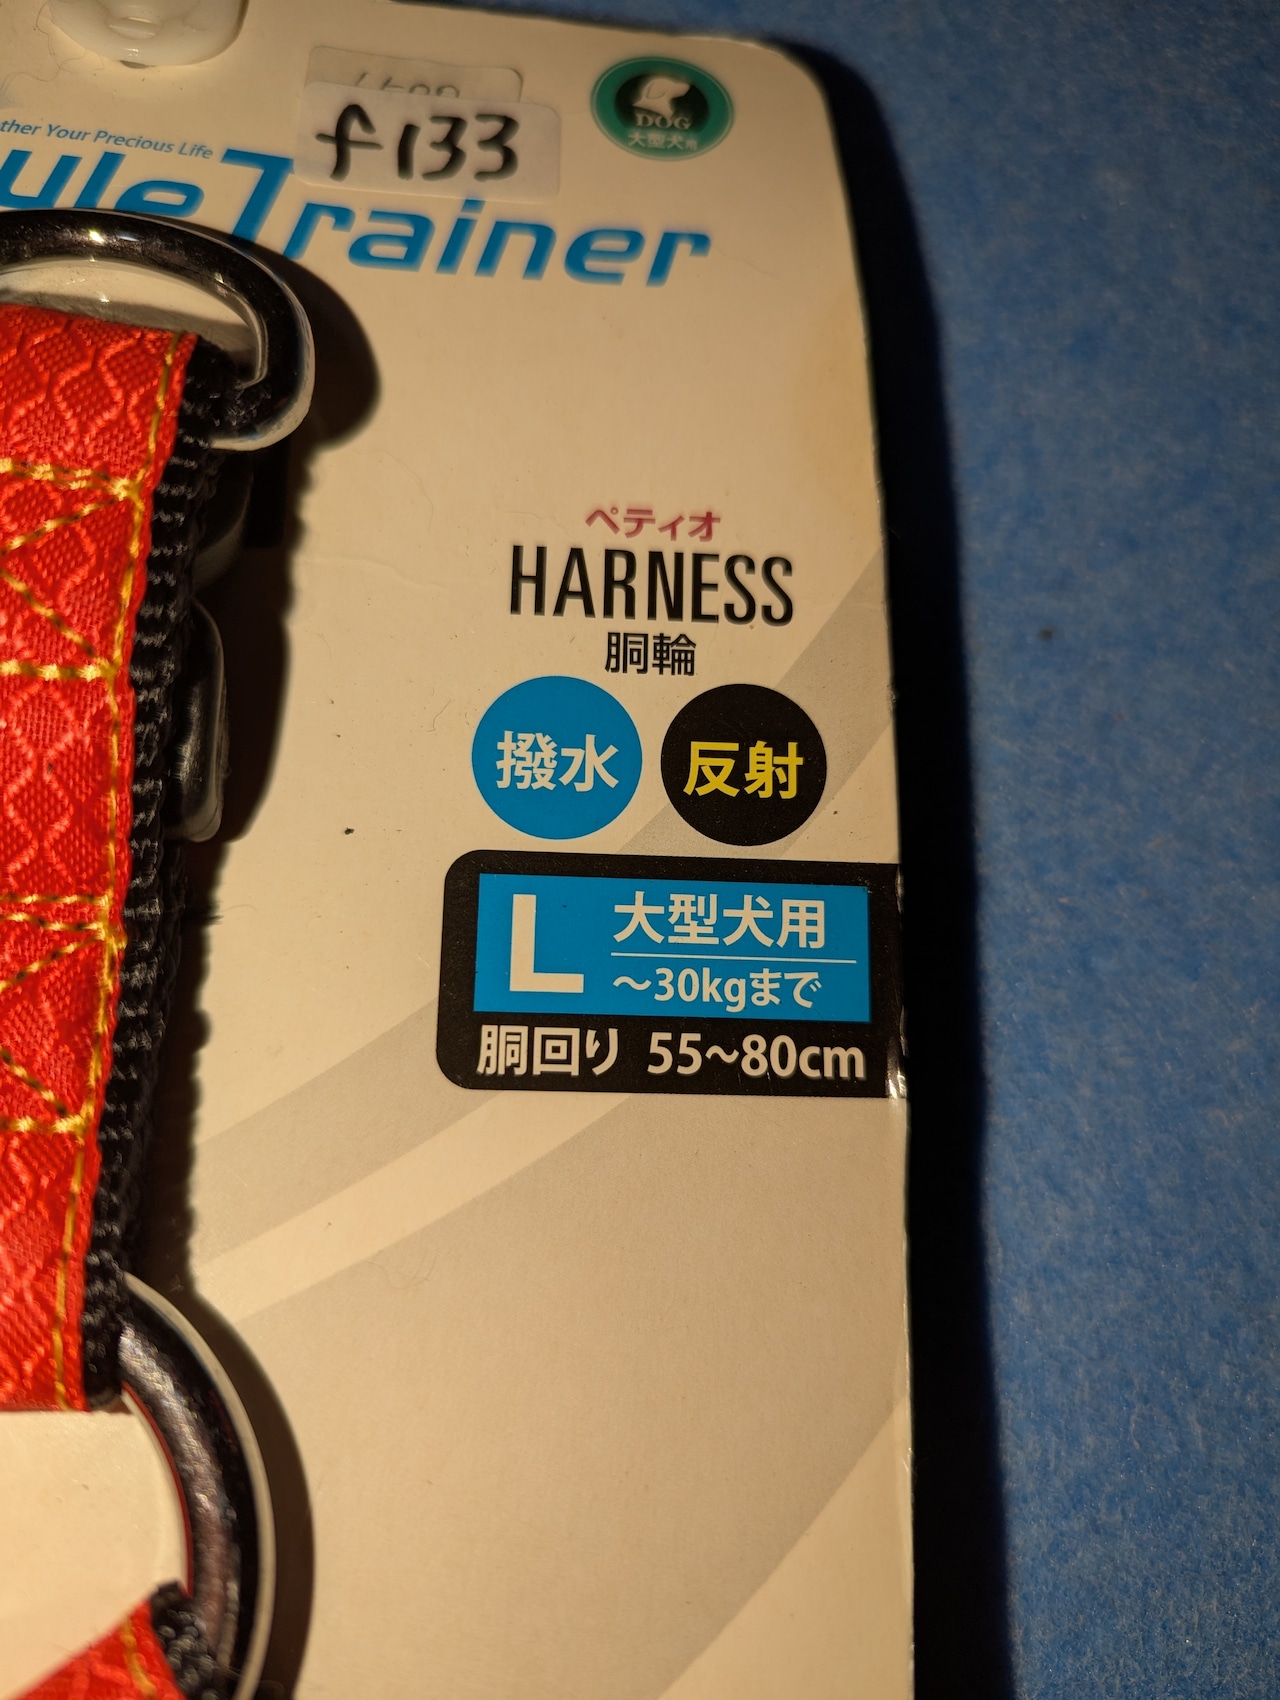 f133
DOG
大型犬用
ther Your Precious Life
yleTrainer
ペティオ
HARNESS
胴輪
撥水
反射
L
大型犬用
～30kgまで
胴回り 55~80cm